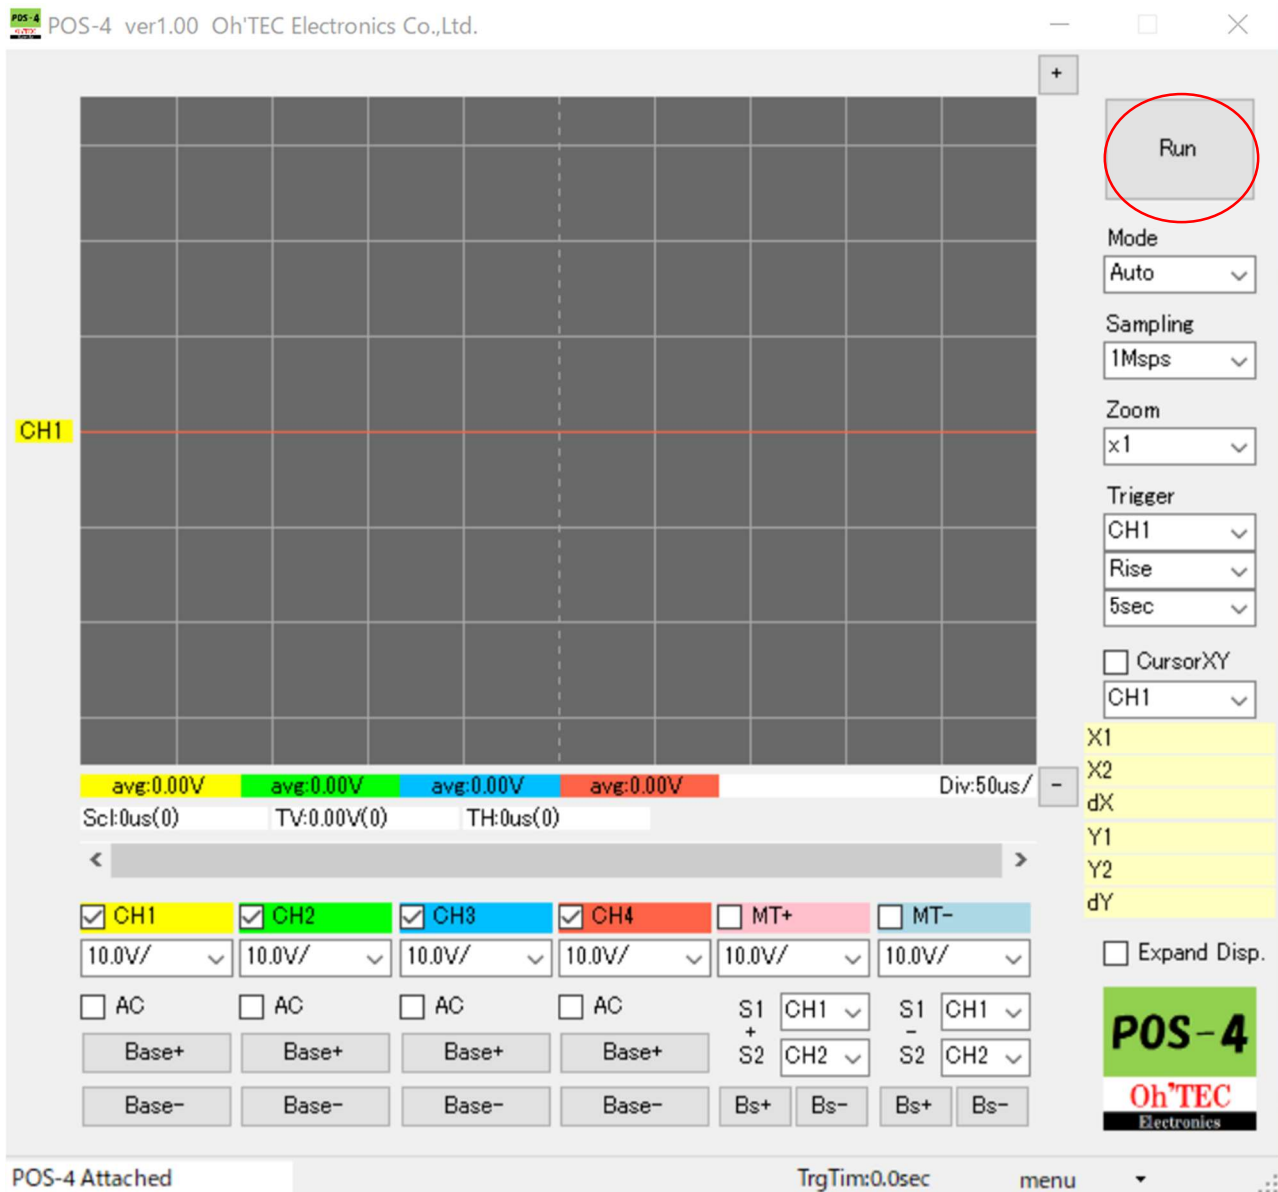 POS-4 ver1.00 Oh'TEC Electronics Co.,Ltd.
+
Run
Mode
Auto
Sampling
1Msps
Zoom
x1
Trigger
CH1
Rise
5sec
CursorXY
CH1
X1
X2
dX
Y1
Y2
dY
Expand Disp.
CH1
avg:0.00V avg:0.00V avg:0.00V avg:0.00V Div:50us/ -
Scl:0us(0) TV:0.00V(0) TH:0us(0)
CH1 CH2 CH3 CH4 MT+ MT-
10.0V/ 10.0V/ 10.0V/ 10.0V/ 10.0V/ 10.0V/
AC AC AC AC S1 CH1 S1 CH1
+ -
Base+ Base+ Base+ Base+ S2 CH2 S2 CH2
Base- Base- Base- Base- Bs+ Bs- Bs+ Bs-
POS-4
Oh'TEC
Electronics
POS-4 Attached TrgTim:0.0sec menu